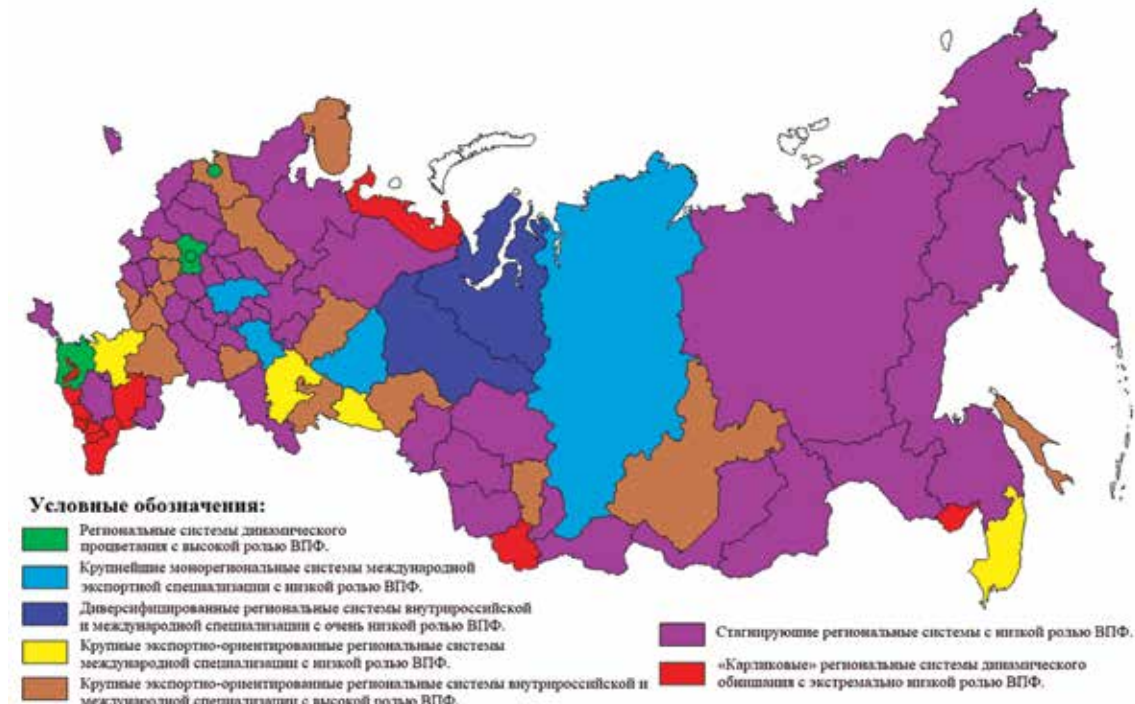 Условные обозначения:
Региональные системы динамического
процветания с высокой ролью ВПФ.
Крупнейшие монорегиональные системы международной
экспортной специализации с низкой ролью ВПФ.
Диверсифицированные региональные системы внутрироссийской
и международной специализации с очень низкой ролью ВПФ.
Крупные экспортно-ориентированные региональные системы
международной специализации с низкой ролью ВПФ.
Крупные экспортно-ориентированные региональные системы внутрироссийской и
международной специализации с высокой ролью ВПФ.
Стагнирующие региональные системы с низкой ролью ВПФ.
«Карликовые» региональные системы динамического
обнищания с экстремально низкой ролью ВПФ.